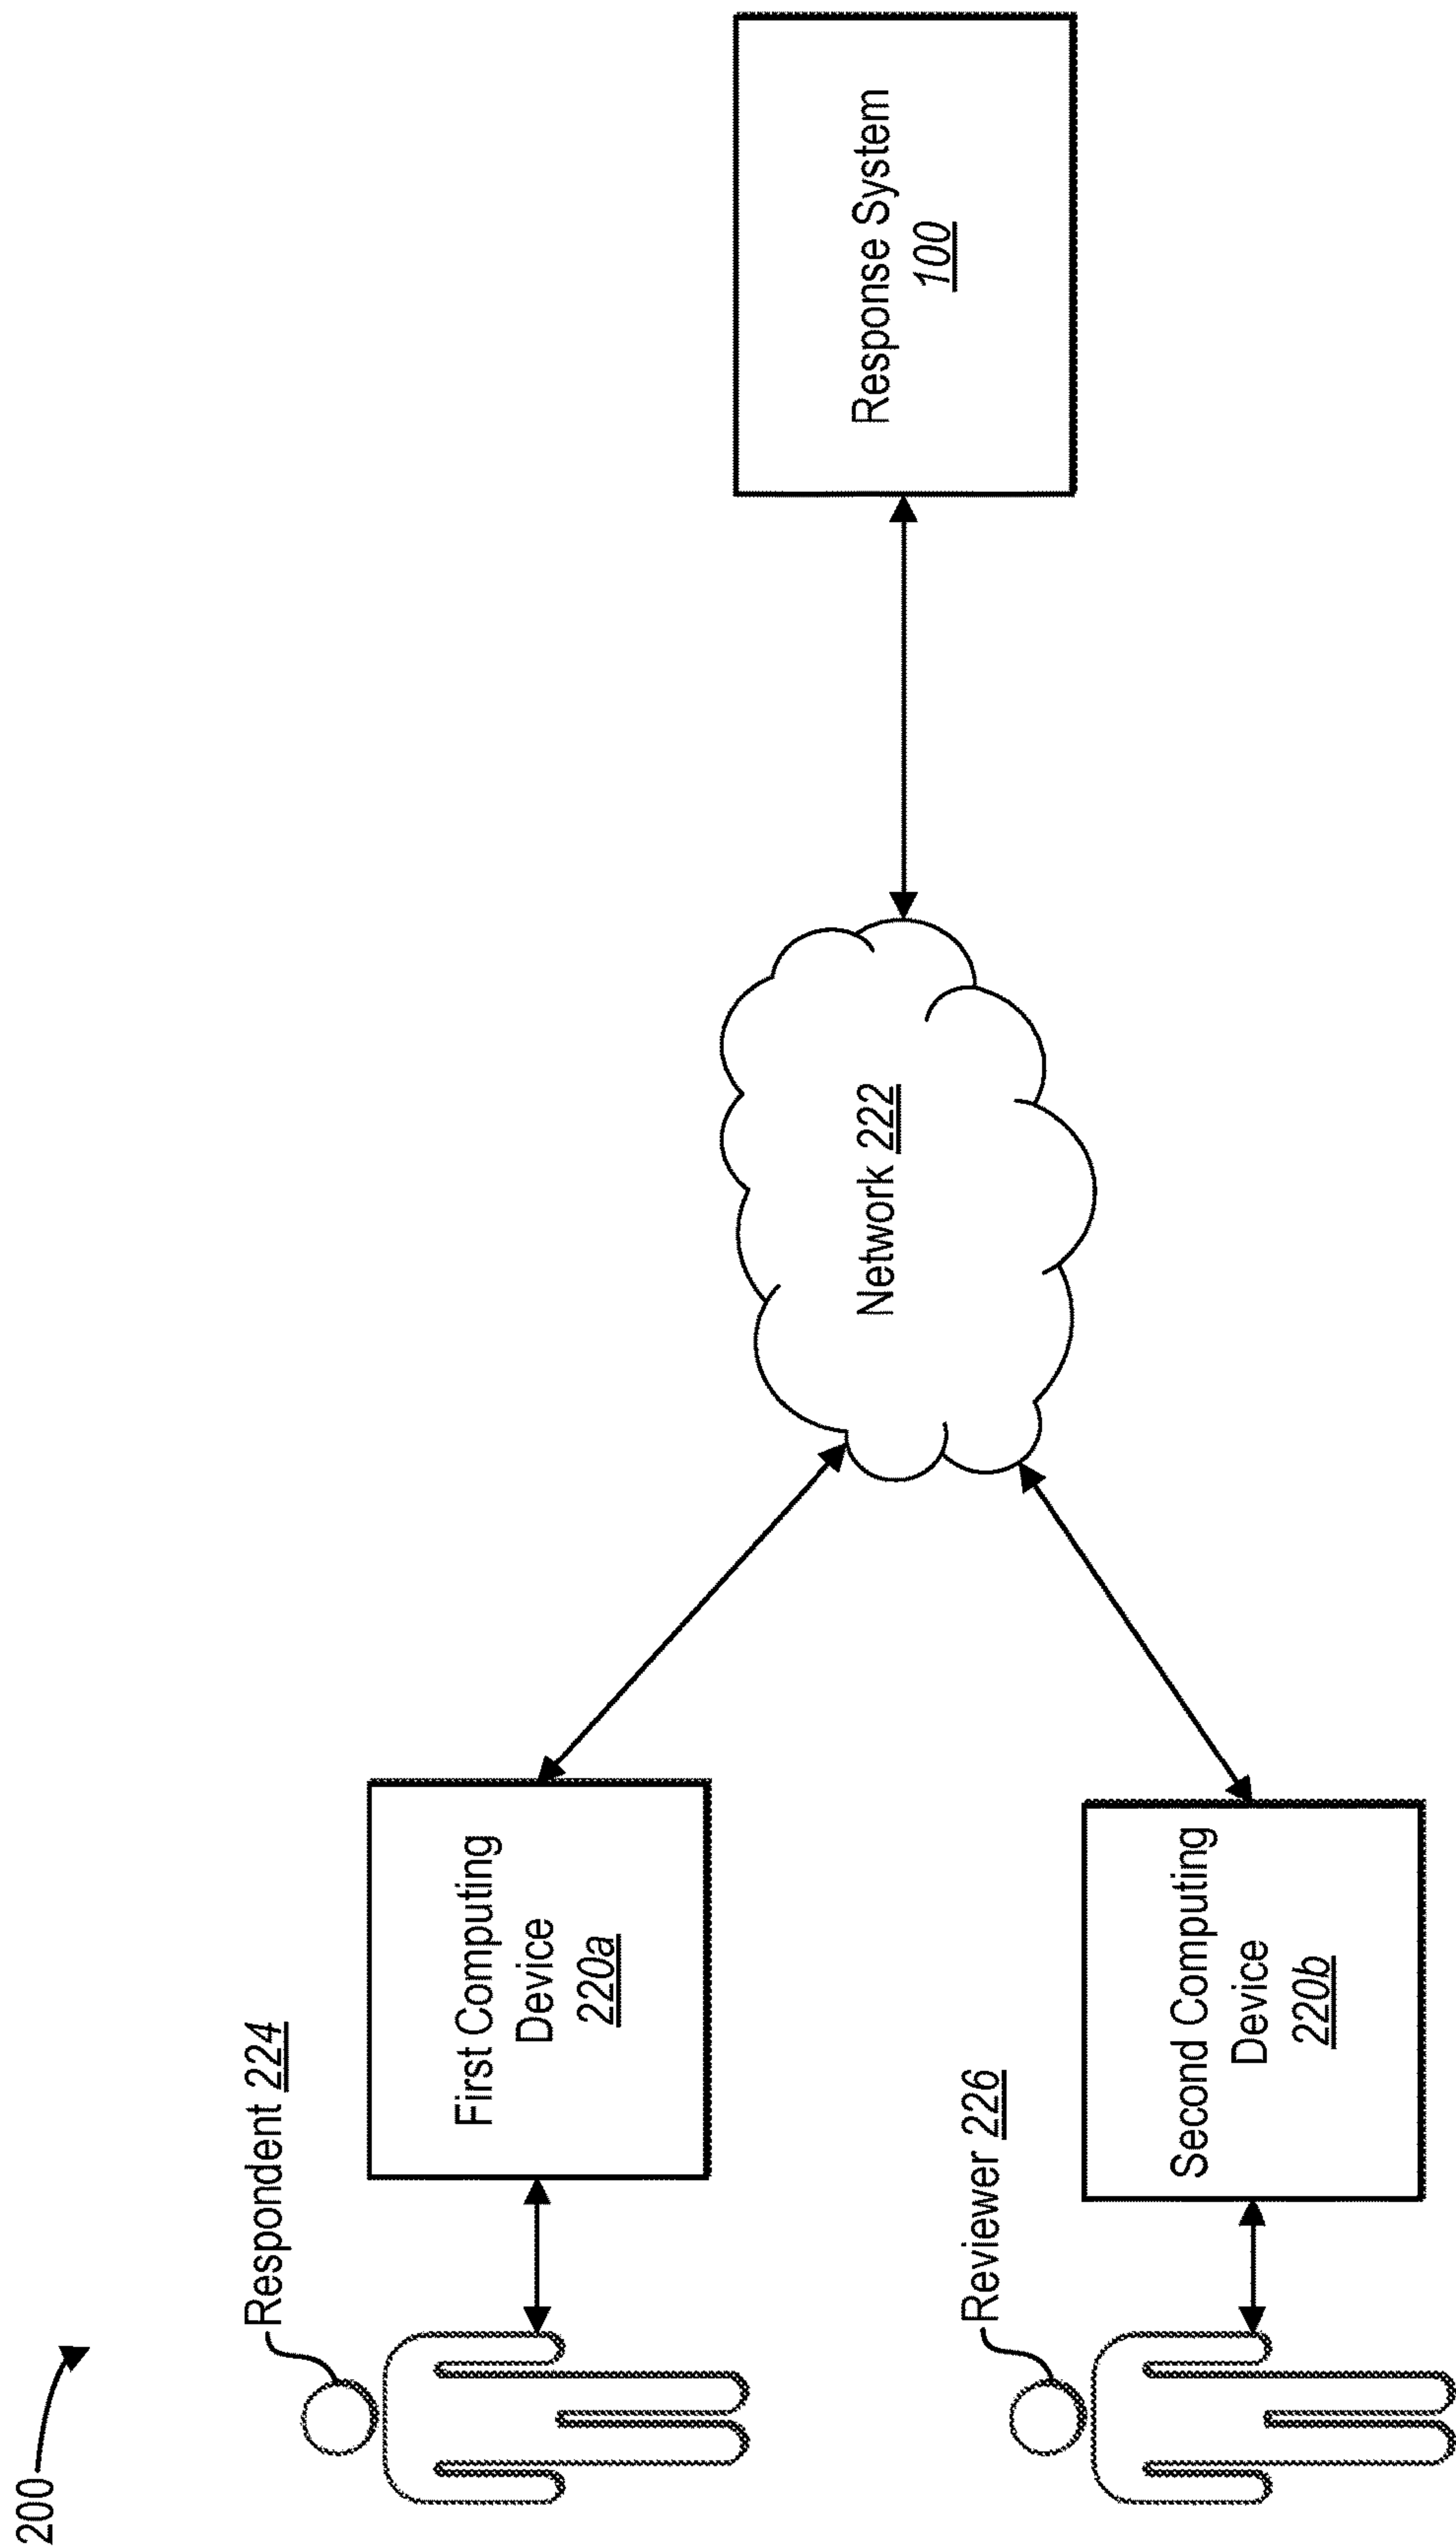 200
Respondent 224
First Computing
Device
220a
Network 222
Response System
100
Reviewer 226
Second Computing
Device
220b